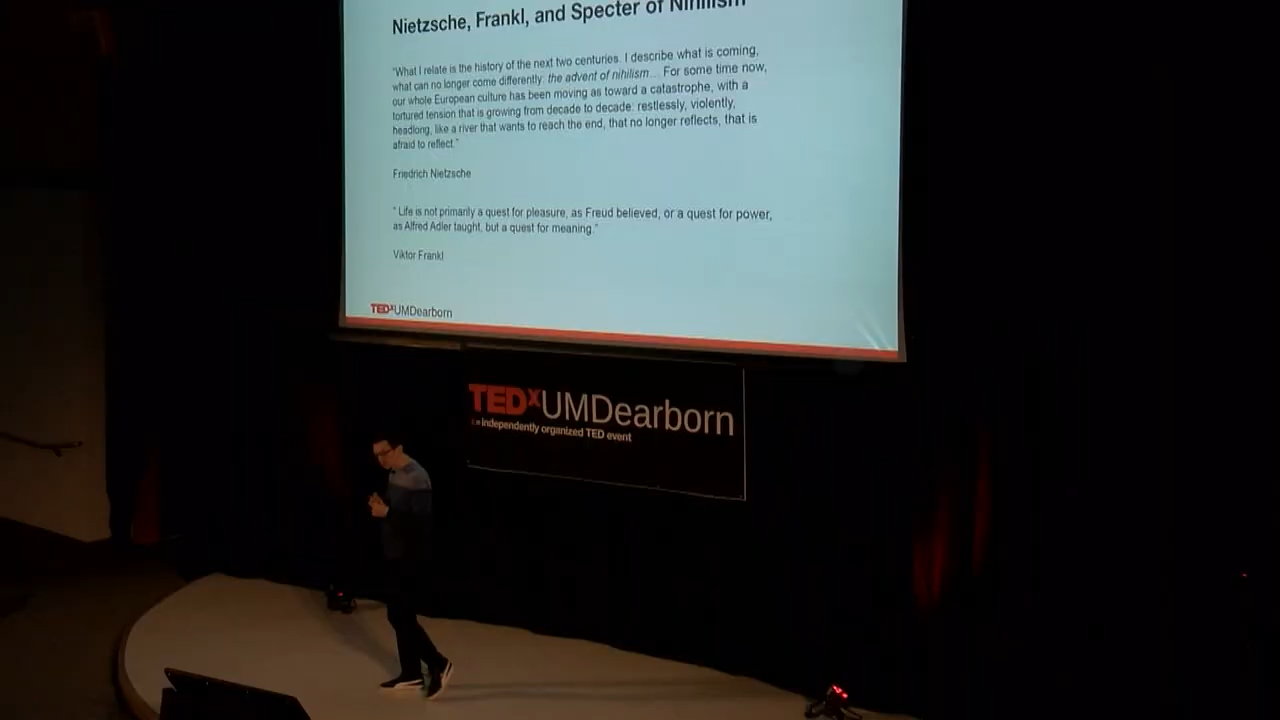 Nietzsche, Frankl, and Specter of Nihilism
"What I relate is the history of the next two centuries. I describe what is coming,
what can no longer come differently: the advent of nihilism... For some time now,
our whole European culture has been moving as toward a catastrophe, with a
tortured tension that is growing from decade to decade: restlessly, violently,
headlong, like a river that wants to reach the end, that no longer reflects, that is
afraid to reflect."
Friedrich Nietzsche
" Life is not primarily a quest for pleasure, as Freud believed, or a quest for power,
as Alfred Adler taught, but a quest for meaning."
Viktor Frankl
TEDxUMDearborn
TEDxUMDearborn
x = independently organized TED event